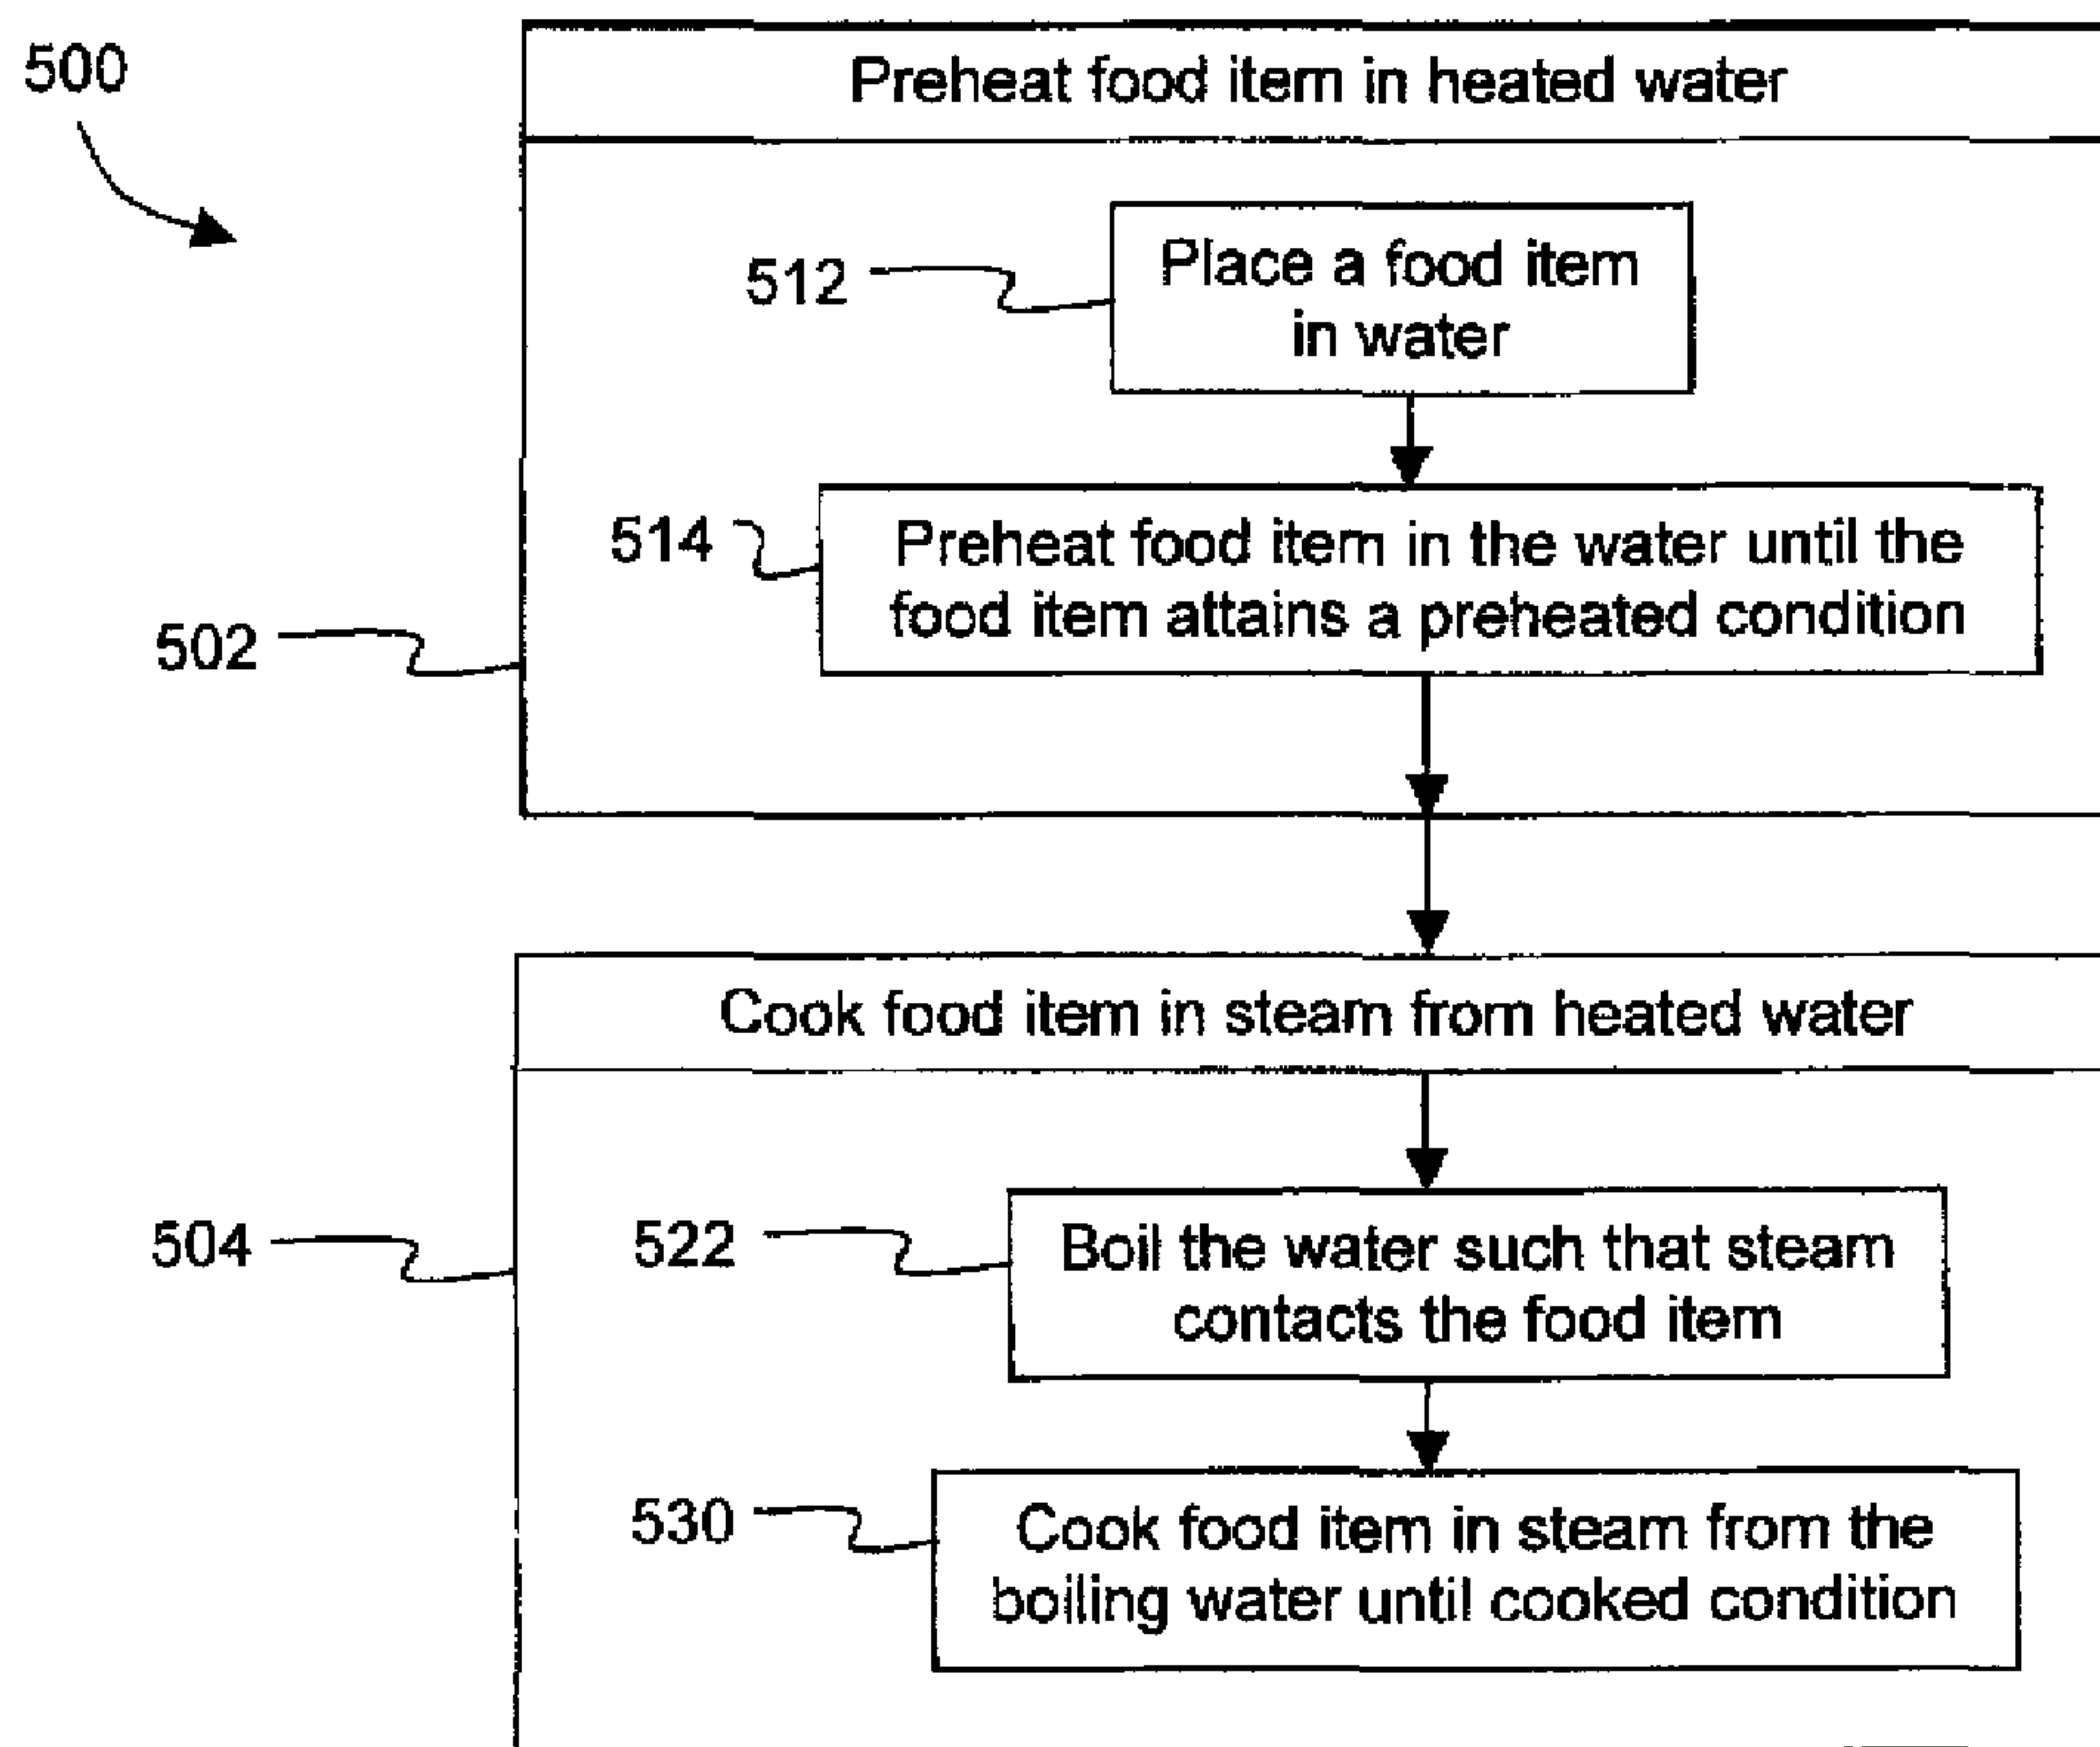 500
Preheat food item in heated water
512
Place a food item
in water
514
Preheat food item in the water until the
food item attains a preheated condition
502
Cook food item in steam from heated water
504
522
Boil the water such that steam
contacts the food item
530
Cook food item in steam from the
boiling water until cooked condition